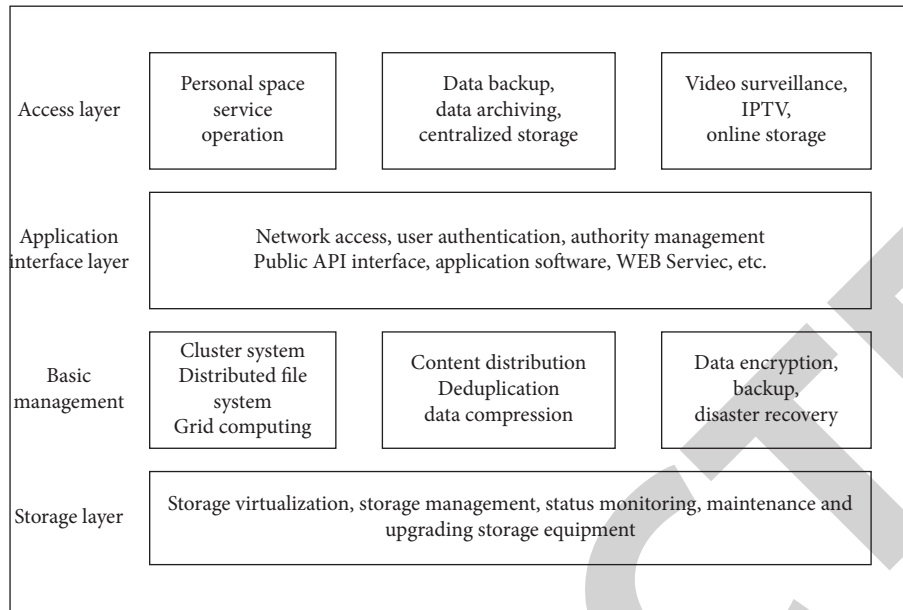 Access layer
Personal space
service
operation
Data backup,
data archiving,
centralized storage
Video surveillance,
IPTV,
online storage
Application
interface layer
Network access, user authentication, authority management
Public API interface, application software, WEB Serviec, etc.
Basic
management
Cluster system
Distributed file
system
Grid computing
Content distribution
Deduplication
data compression
Data encryption,
backup,
disaster recovery
Storage layer
Storage virtualization, storage management, status monitoring, maintenance and
upgrading storage equipment